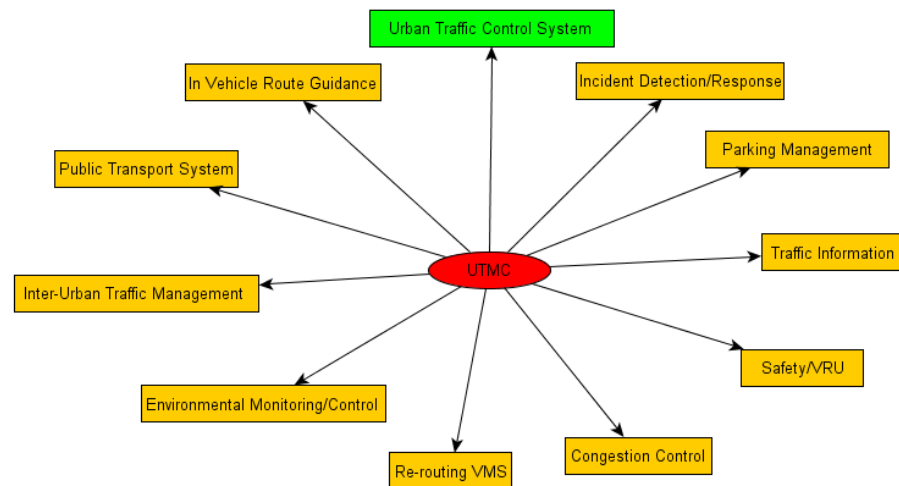 Urban Traffic Control System
In Vehicle Route Guidance
Incident Detection/Response
Parking Management
Public Transport System
Traffic Information
UTMC
Inter-Urban Traffic Management
Safety/VRU
Environmental Monitoring/Control
Congestion Control
Re-routing VMS